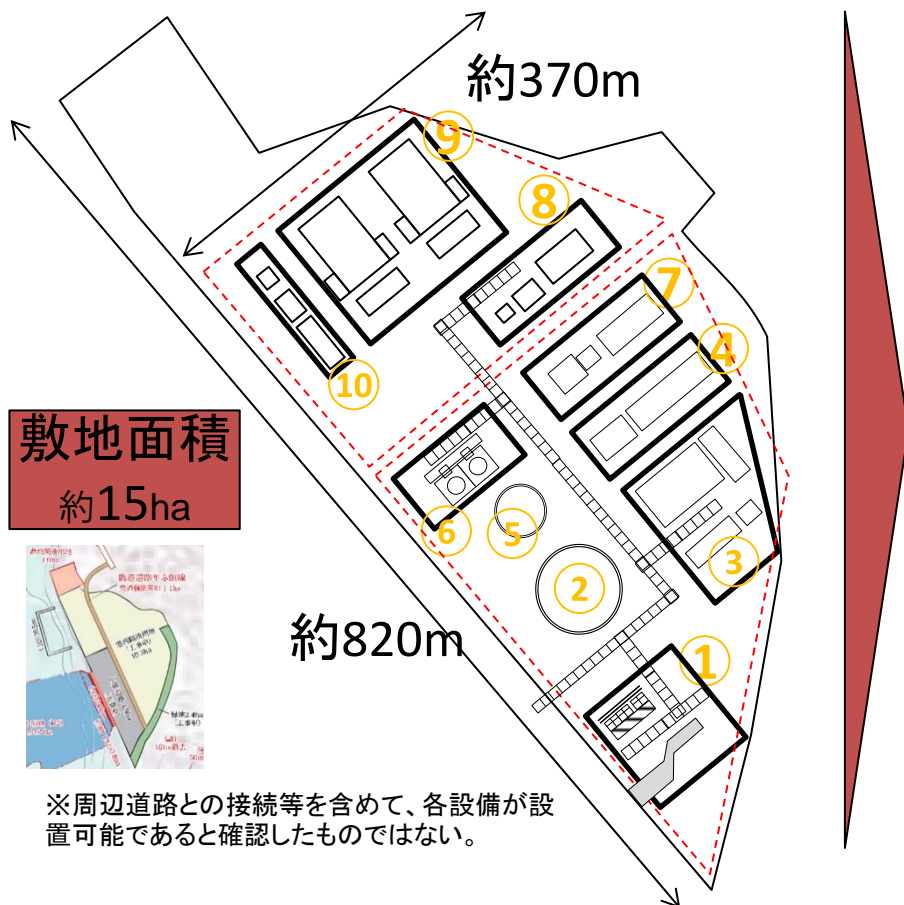 約370m
⑨
⑧
⑦
④
⑩
敷地面積
約15ha
⑥
⑤
③
②
約820m
①
※周辺道路との接続等を含めて、各設備が設
置可能であると確認したものではない。